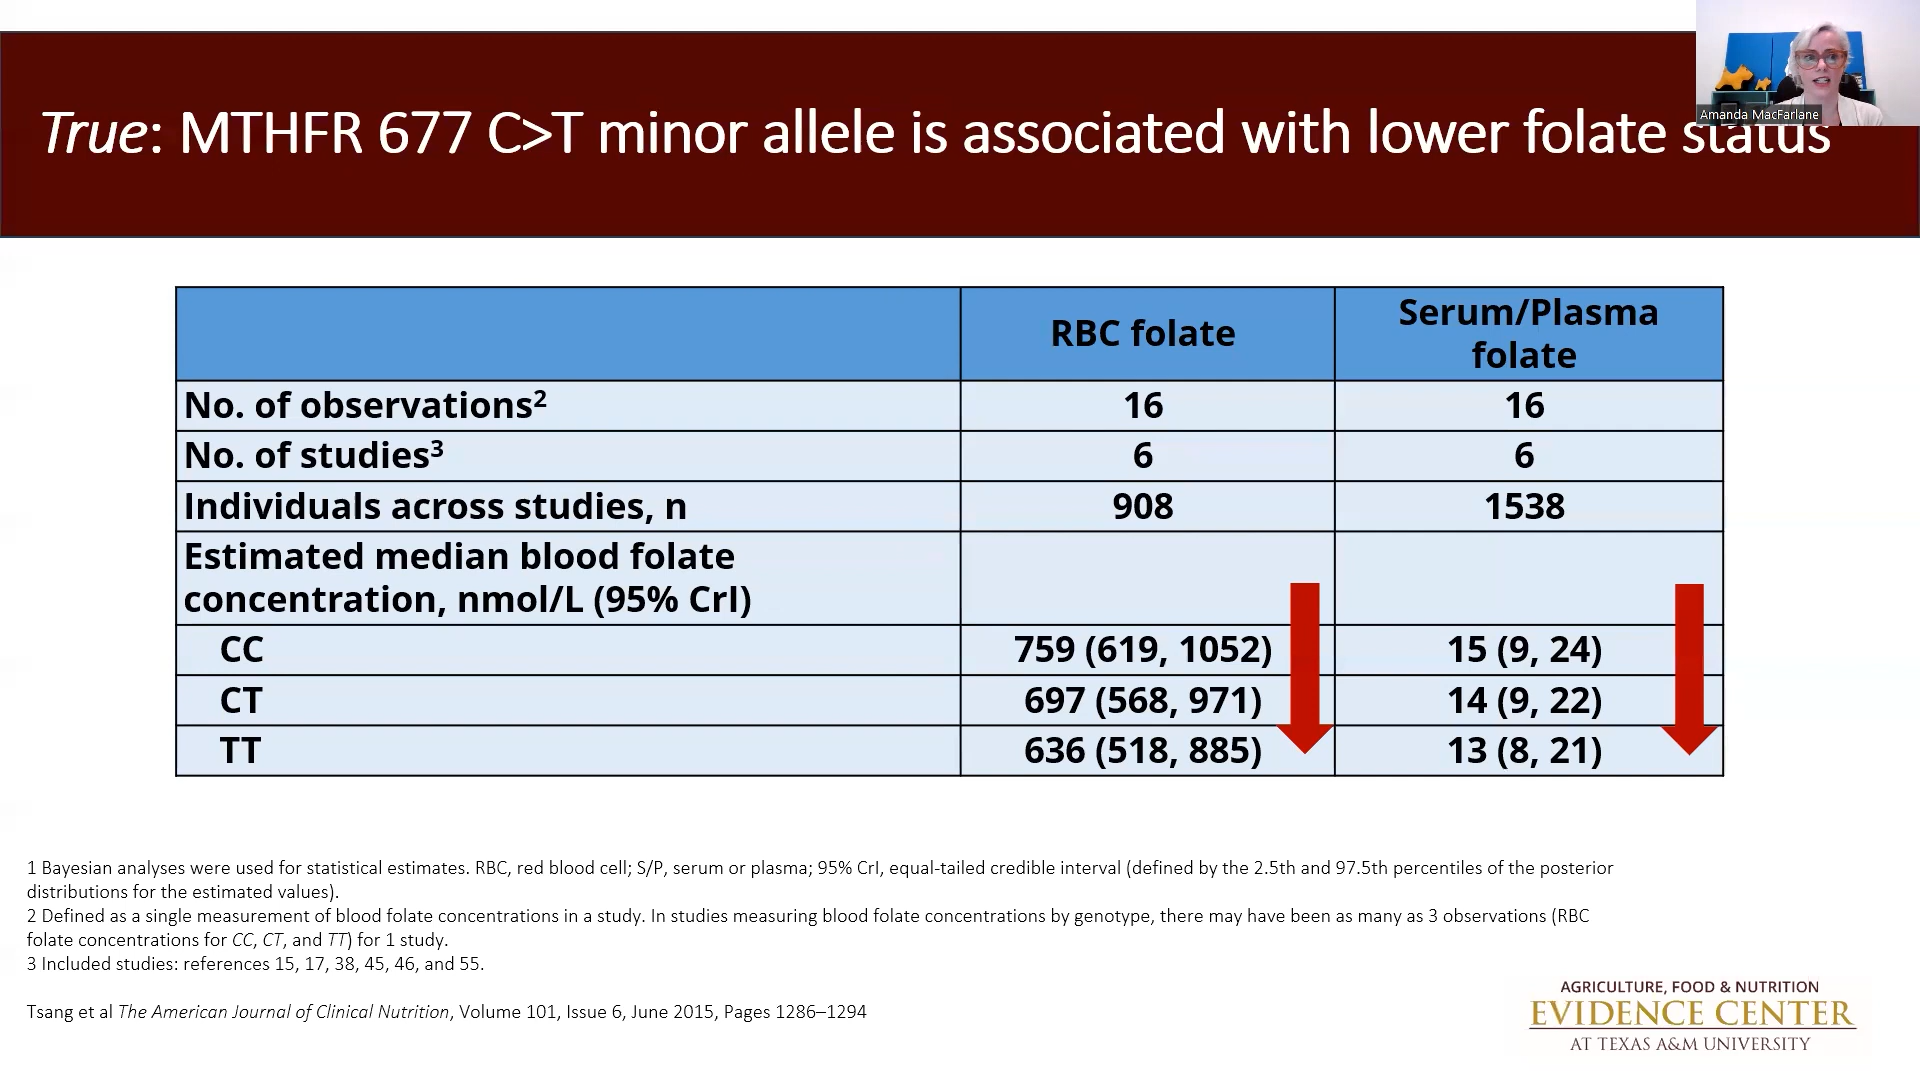 Amanda MacFarlane
True: MTHFR 677 C>T minor allele is associated with lower folate status
RBC folate
Serum/Plasma
folate
No. of observations² 16 16
No. of studies³ 6 6
Individuals across studies, n 908 1538
Estimated median blood folate
concentration, nmol/L (95% CrI)
CC 759 (619, 1052) 15 (9, 24)
CT 697 (568, 971) 14 (9, 22)
TT 636 (518, 885) 13 (8, 21)
1 Bayesian analyses were used for statistical estimates. RBC, red blood cell; S/P, serum or plasma; 95% CrI, equal-tailed credible interval (defined by the 2.5th and 97.5th percentiles of the posterior
distributions for the estimated values).
2 Defined as a single measurement of blood folate concentrations in a study. In studies measuring blood folate concentrations by genotype, there may have been as many as 3 observations (RBC
folate concentrations for CC, CT, and TT) for 1 study.
3 Included studies: references 15, 17, 38, 45, 46, and 55.
Tsang et al The American Journal of Clinical Nutrition, Volume 101, Issue 6, June 2015, Pages 1286–1294
AGRICULTURE, FOOD & NUTRITION
EVIDENCE CENTER
AT TEXAS A&M UNIVERSITY